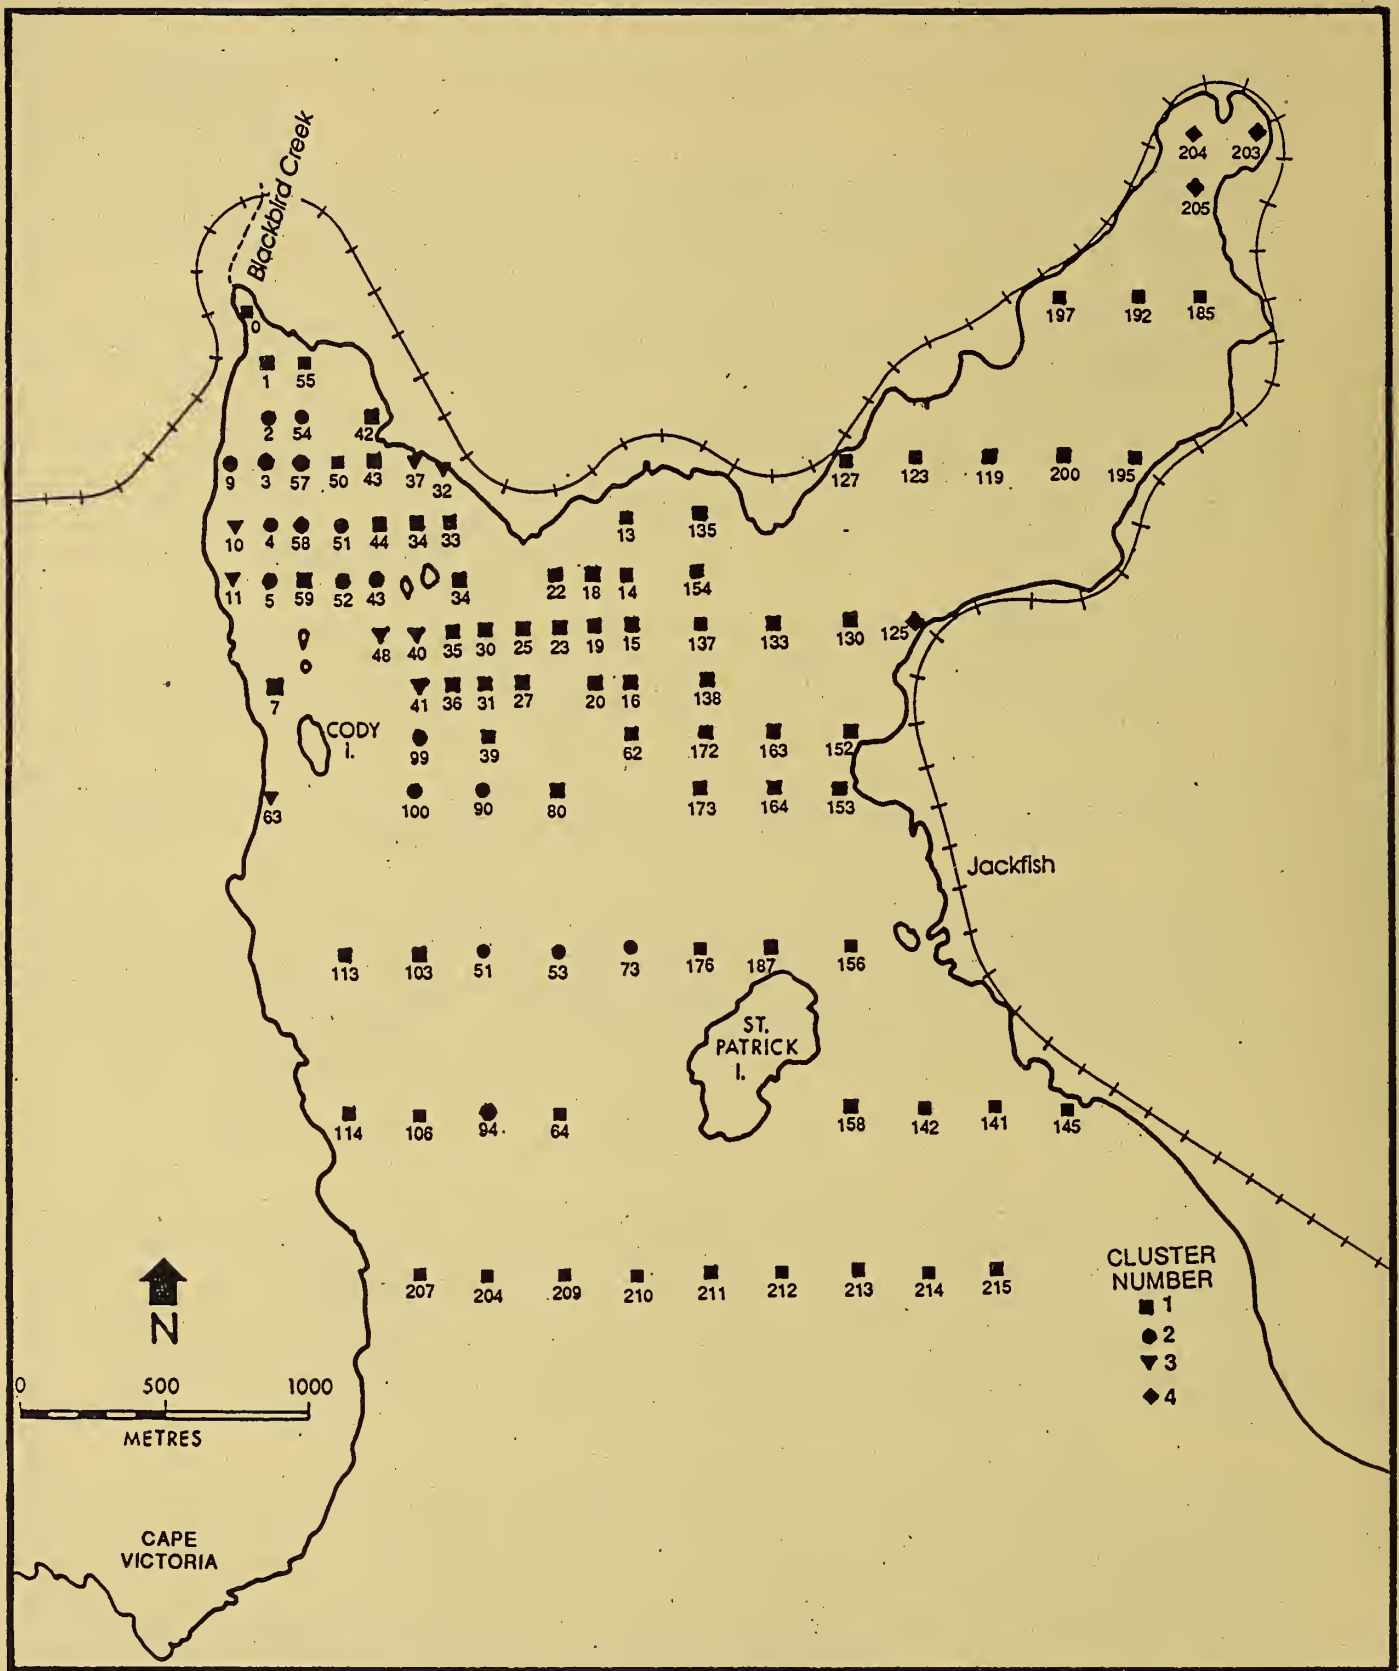 Blackbird Creek
204 203
205
197 192 185
0
1 55
2 54 42
9 3 57 50 43 37 32
127 123 119 200 195
10 4 58 51 44 34 33
13 135
11 5 59 52 43 34
22 18 14 154
48 40 35 30 25 23 19 15 137 133 130 125
7 41 36 31 27 20 16 138
CODY
I.
99 39 62 172 163 152
63 100 90 80 173 164 153
Jackfish
113 103 51 53 73 176 187 156
ST.
PATRICK
I.
114 106 94. 64 158 142 141 145
207 204 209 210 211 212 213 214 215
CLUSTER
NUMBER
1
2
3
4
N
0 500 1000
METRES
CAPE
VICTORIA